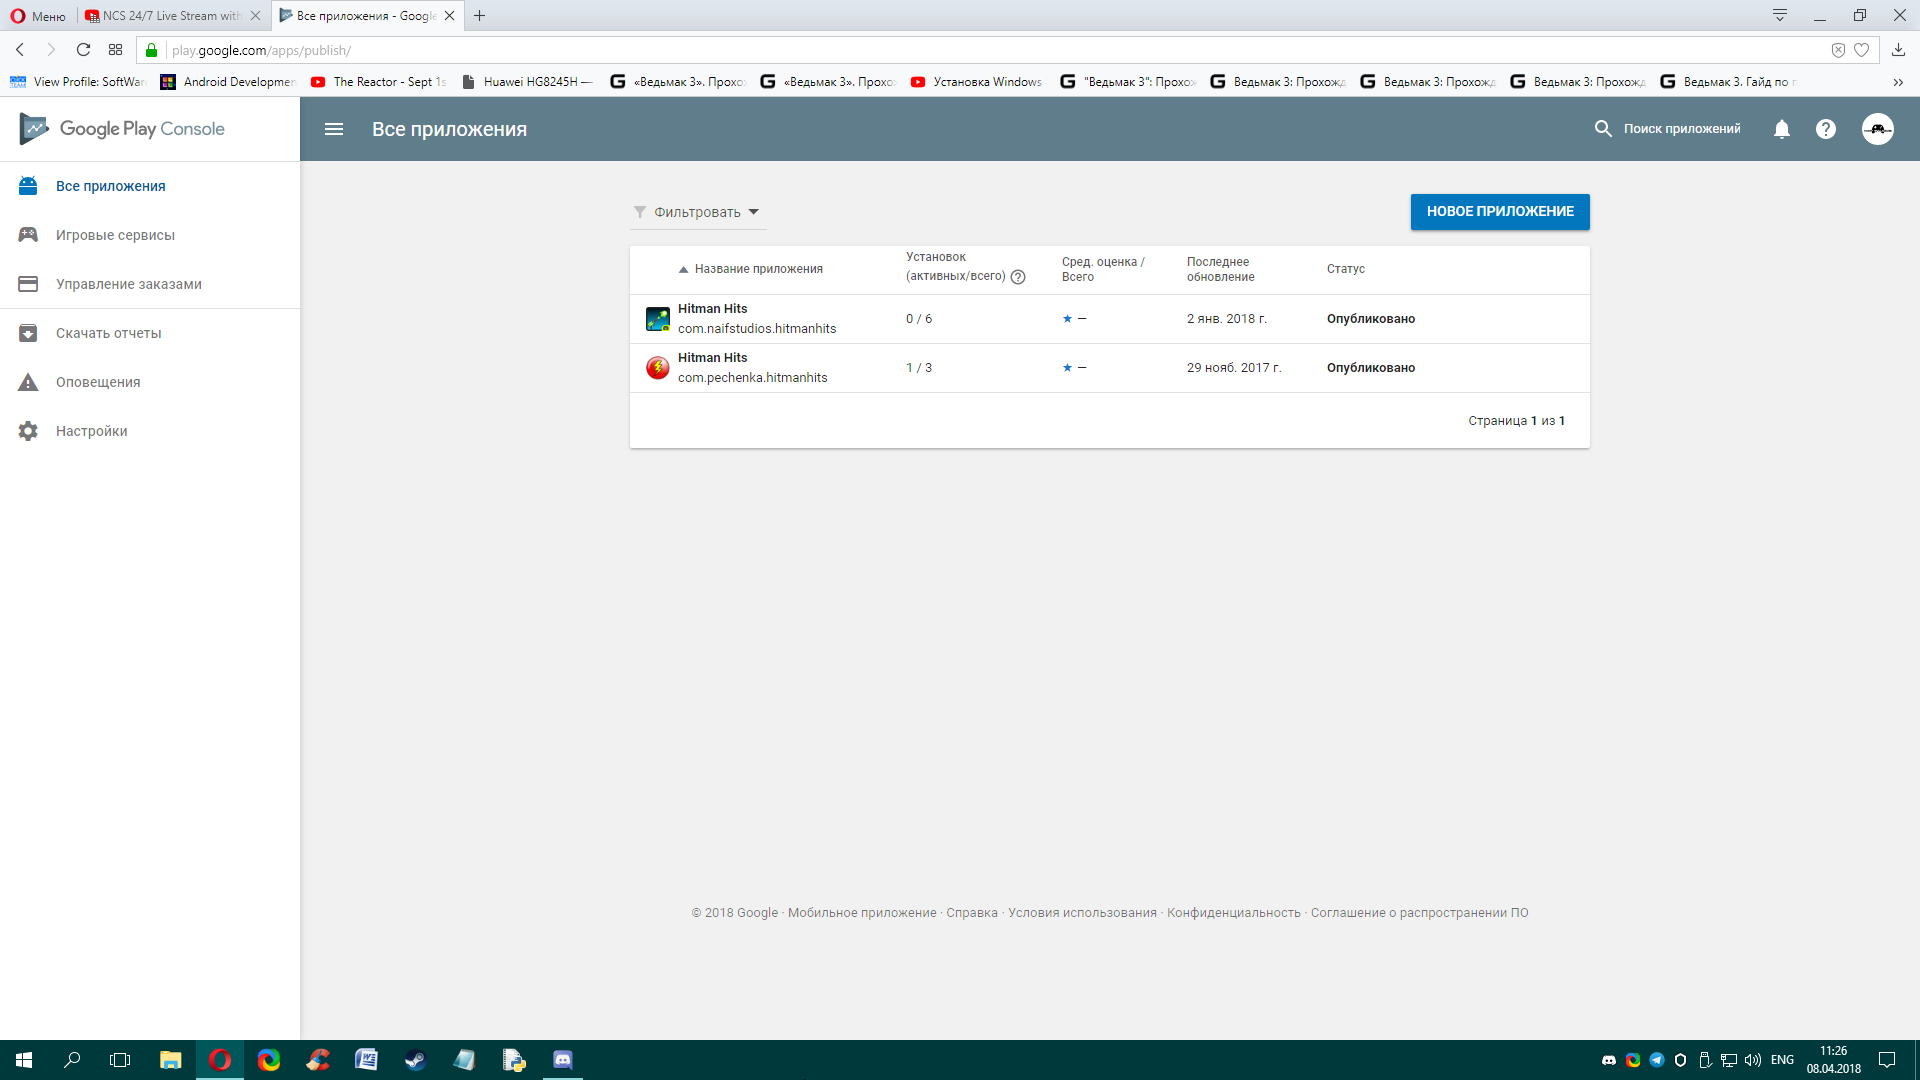 Меню
NCS 24/7 Live Stream with
Все приложения - Google
play.google.com/apps/publish/
View Profile: SoftWar
Android Developmen
The Reactor - Sept 1s
Huawei HG8245H —
«Ведьмак 3». Прохо
«Ведьмак 3». Прохо
Установка Windows
"Ведьмак 3": Прохо
Ведьмак 3: Прохожд
Ведьмак 3: Прохожд
Ведьмак 3: Прохожд
Ведьмак 3. Гайд по п
Google Play Console
Все приложения
Поиск приложений
Все приложения
Игровые сервисы
Управление заказами
Скачать отчеты
Оповещения
Настройки
Фильтровать
НОВОЕ ПРИЛОЖЕНИЕ
Название приложения
Установок
(активных/всего)
Сред. оценка /
Всего
Последнее
обновление
Статус
Hitman Hits
com.naifstudios.hitmanhits
0 / 6
★ —
2 янв. 2018 г.
Опубликовано
Hitman Hits
com.pechenka.hitmanhits
1 / 3
★ —
29 нояб. 2017 г.
Опубликовано
Страница 1 из 1
© 2018 Google · Мобильное приложение · Справка · Условия использования · Конфиденциальность · Соглашение о распространении ПО
ENG
11:26
08.04.2018